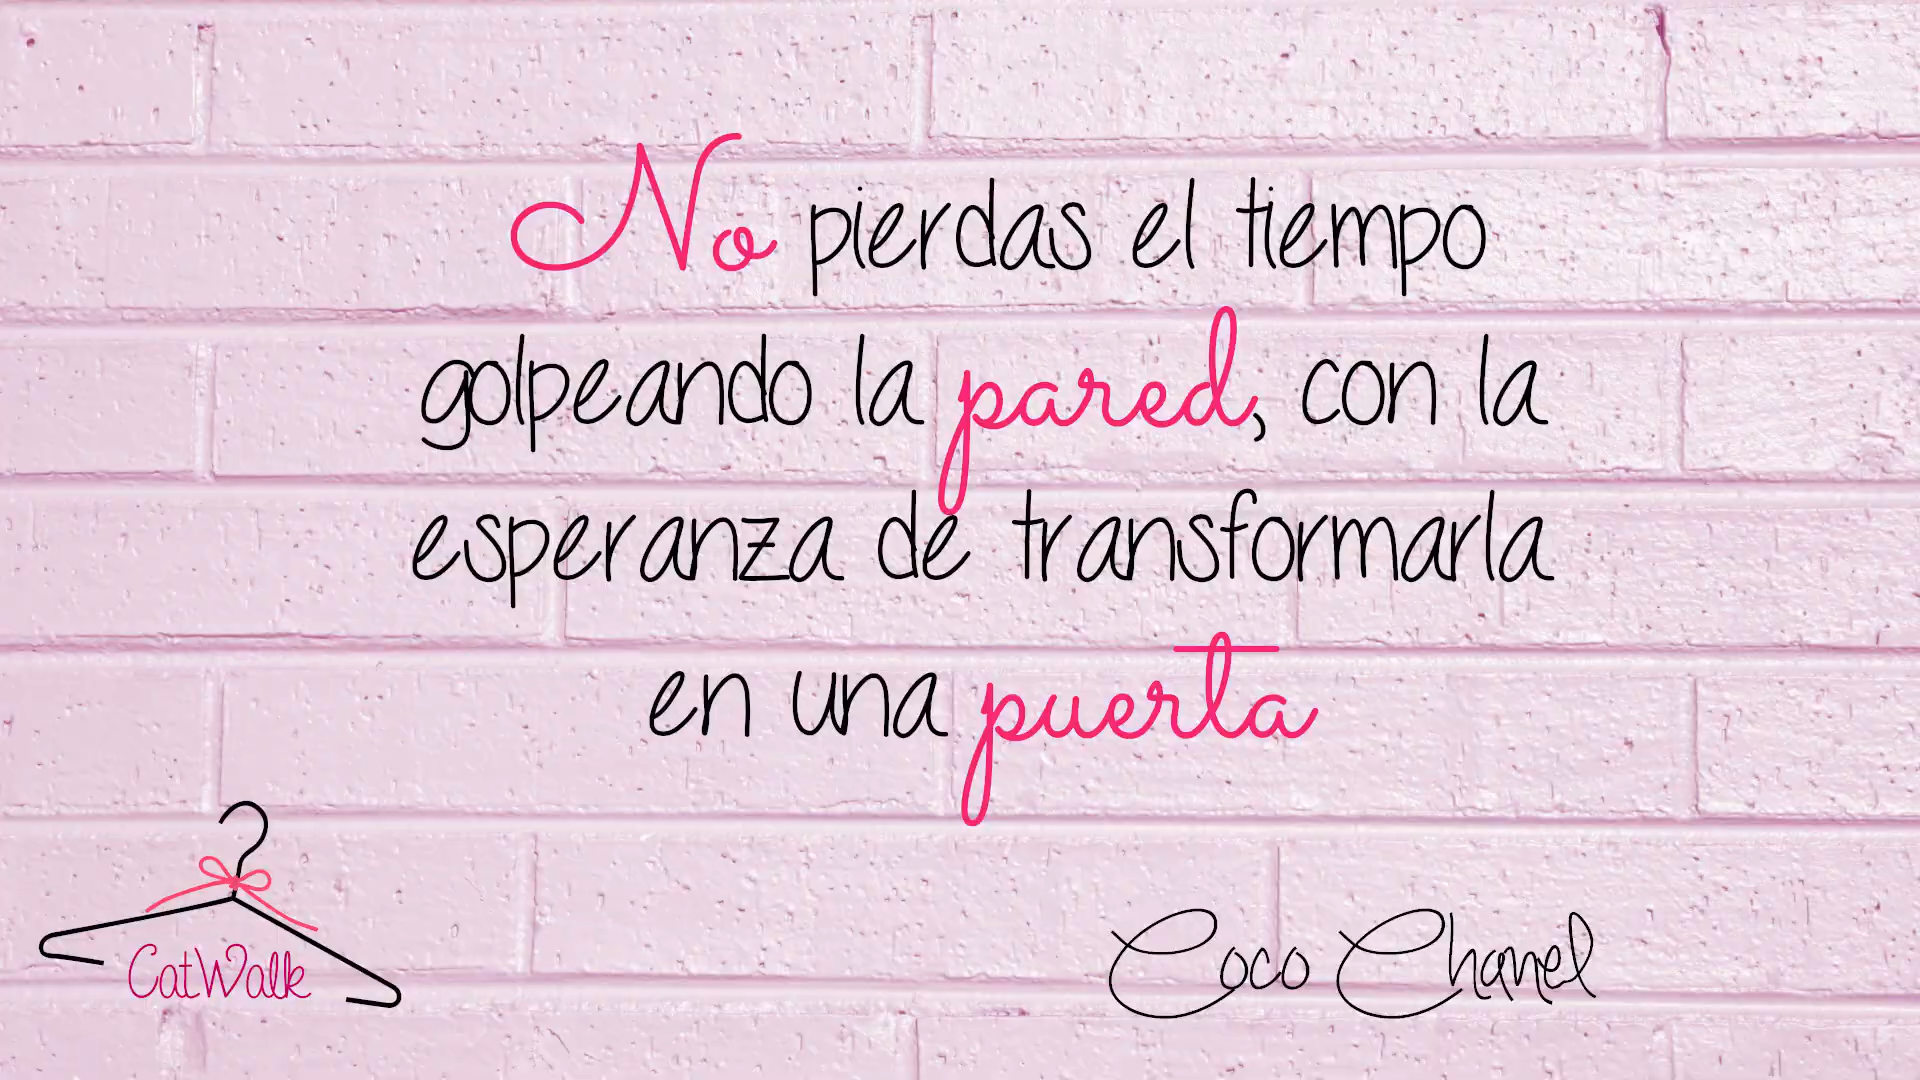 No pierdas el tiempo
golpeando la pared, con la
esperanza de transformarla
en una puerta
CatWalk
Coco Chanel